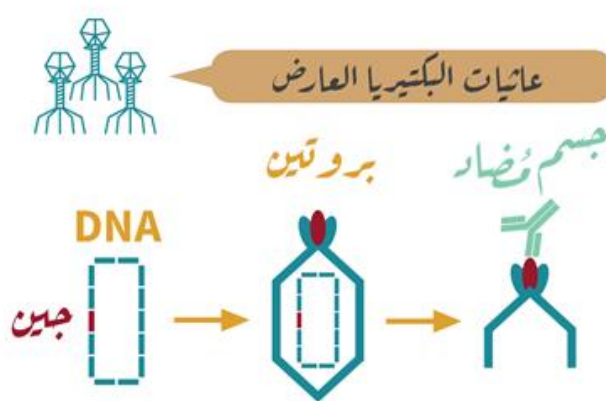 عاثيات البكتيريا العارض
جسم مُضاد
بروتين
DNA
جين